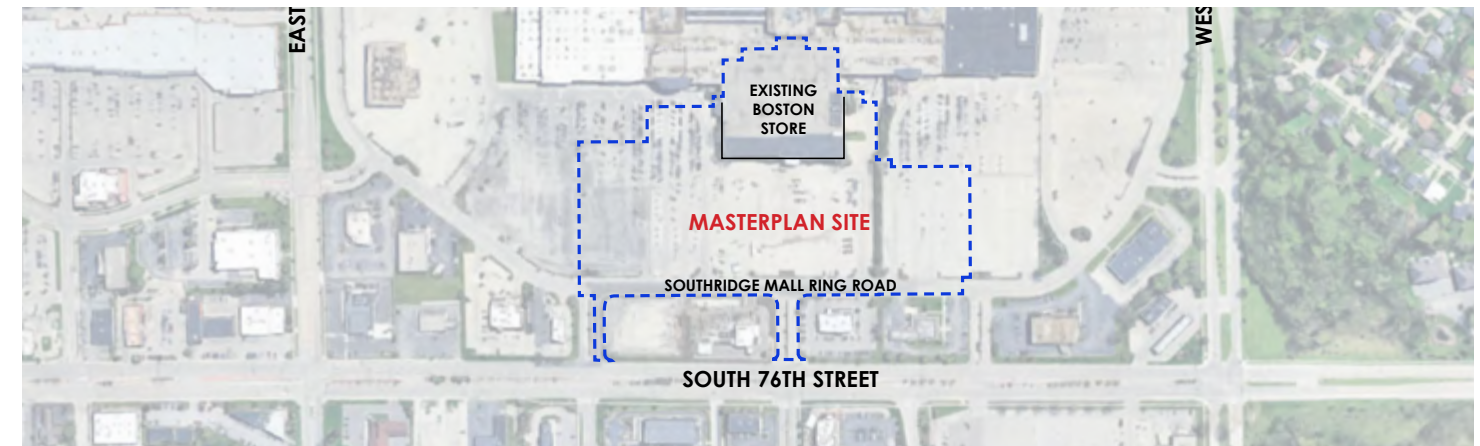 EAST
WES
EXISTING
BOSTON
STORE
MASTERPLAN SITE
SOUTHRIDGE MALL RING ROAD
SOUTH 76TH STREET